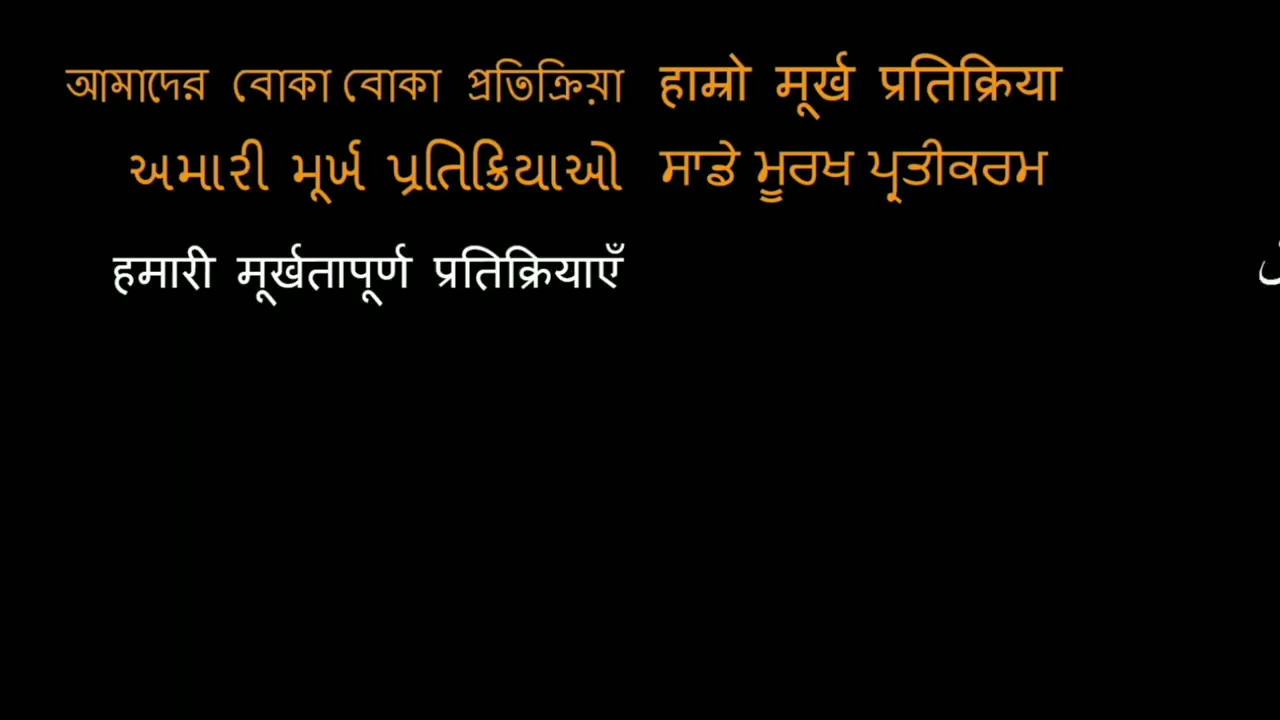 আমাদের বোকা বোকা প্রতিক্রিয়া हाम्रो मूर्ख प्रतिक्रिया
અમારી મૂર્ખ પ્રતિક્રિયાઓ ਸਾਡੇ ਮੂਰਖ ਪ੍ਰਤੀਕਰਮ
हमारी मूर्खतापूर्ण प्रतिक्रियाएँ